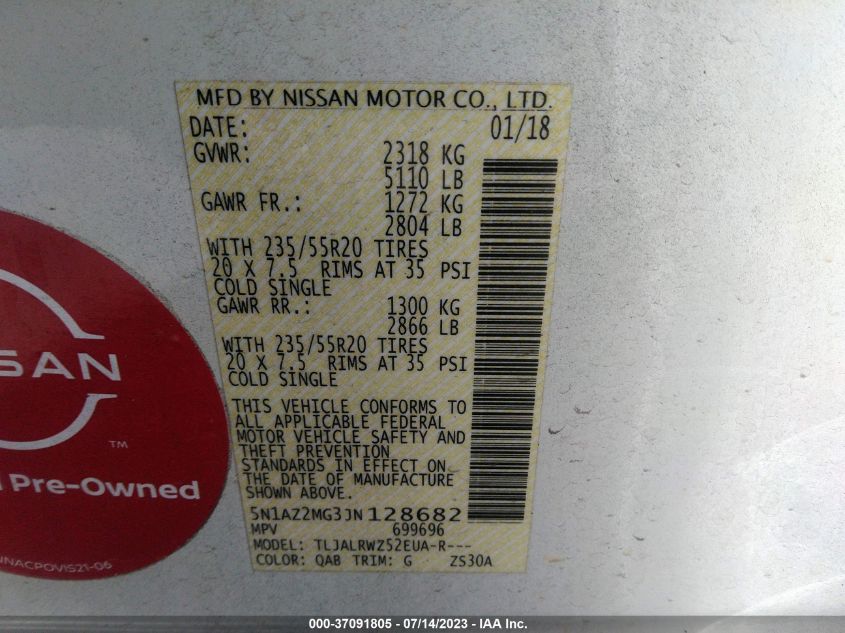 MFD BY NISSAN MOTOR CO., LTD.
DATE: 01/18
GVWR: 2318 KG
5110 LB
GAWR FR.: 1272 KG
2804 LB
WITH 235/55R20 TIRES
20 X 7.5 RIMS AT 35 PSI
COLD SINGLE
GAWR RR.: 1300 KG
2866 LB
WITH 235/55R20 TIRES
20 X 7.5 RIMS AT 35 PSI
COLD SINGLE
THIS VEHICLE CONFORMS TO
ALL APPLICABLE FEDERAL
MOTOR VEHICLE SAFETY AND
THEFT PREVENTION
STANDARDS IN EFFECT ON
THE DATE OF MANUFACTURE
SHOWN ABOVE.
5N1AZ2MG3JN128682
MPV 699696
MODEL: TLJALRWZ52EUA-R---
COLOR: QAB TRIM: G ZS30A
SSAN
TM
Pre-Owned
NACPOVIS21-06
000-37091805 - 07/14/2023 - IAA Inc.